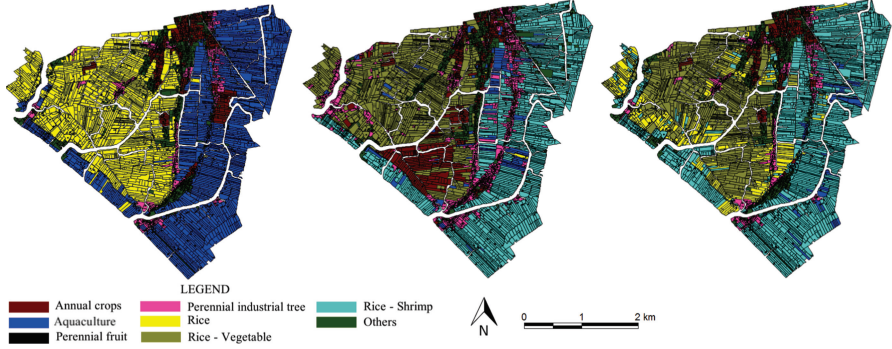 LEGEND
Annual crops
Perennial industrial tree
Rice - Shrimp
Aquaculture
Rice
Others
Perennial fruit
Rice - Vegetable
N
0 1 2 km